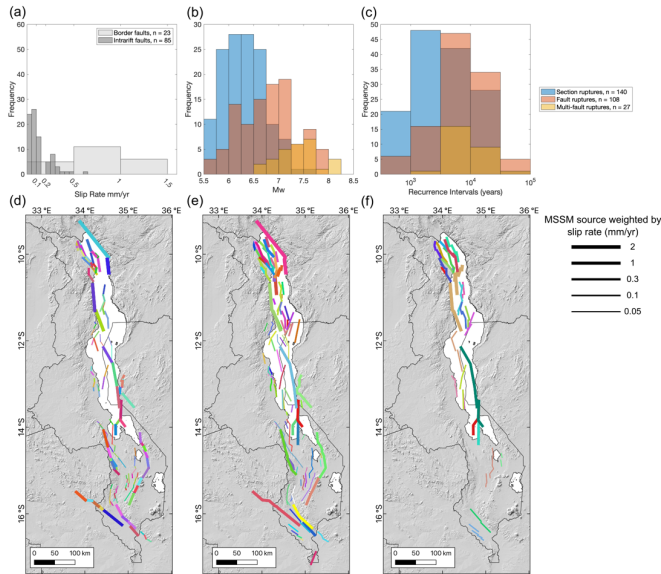 (a)
60
50
40
30
20
10
0
Frequency
Border faults, n = 23
Intrarift faults, n = 85
0.1
0.2
0.5
1
1.5
Slip Rate mm/yr
(b)
30
25
20
15
10
5
0
Frequency
5.5
6
6.5
7
7.5
8
8.5
Mw
(c)
50
45
40
35
30
25
20
15
10
5
0
Frequency
10³
10⁴
10⁵
Recurrence Intervals (years)
Section ruptures, n = 140
Fault ruptures, n = 108
Multi-fault ruptures, n = 27
(d)
33 °E 34°E 35°E 36 °E
(e)
33 °E 34°E 35°E 36 °E
(f)
33 °E 34°E 35°E 36 °E
10°S
12°S
14°S
16°S
10°S
12°S
14°S
16°S
10°S
12°S
14°S
16°S
0 50 100 km
0 50 100 km
0 50 100 km
MSSM source weighted by
slip rate (mm/yr)
2
1
0.3
0.1
0.05